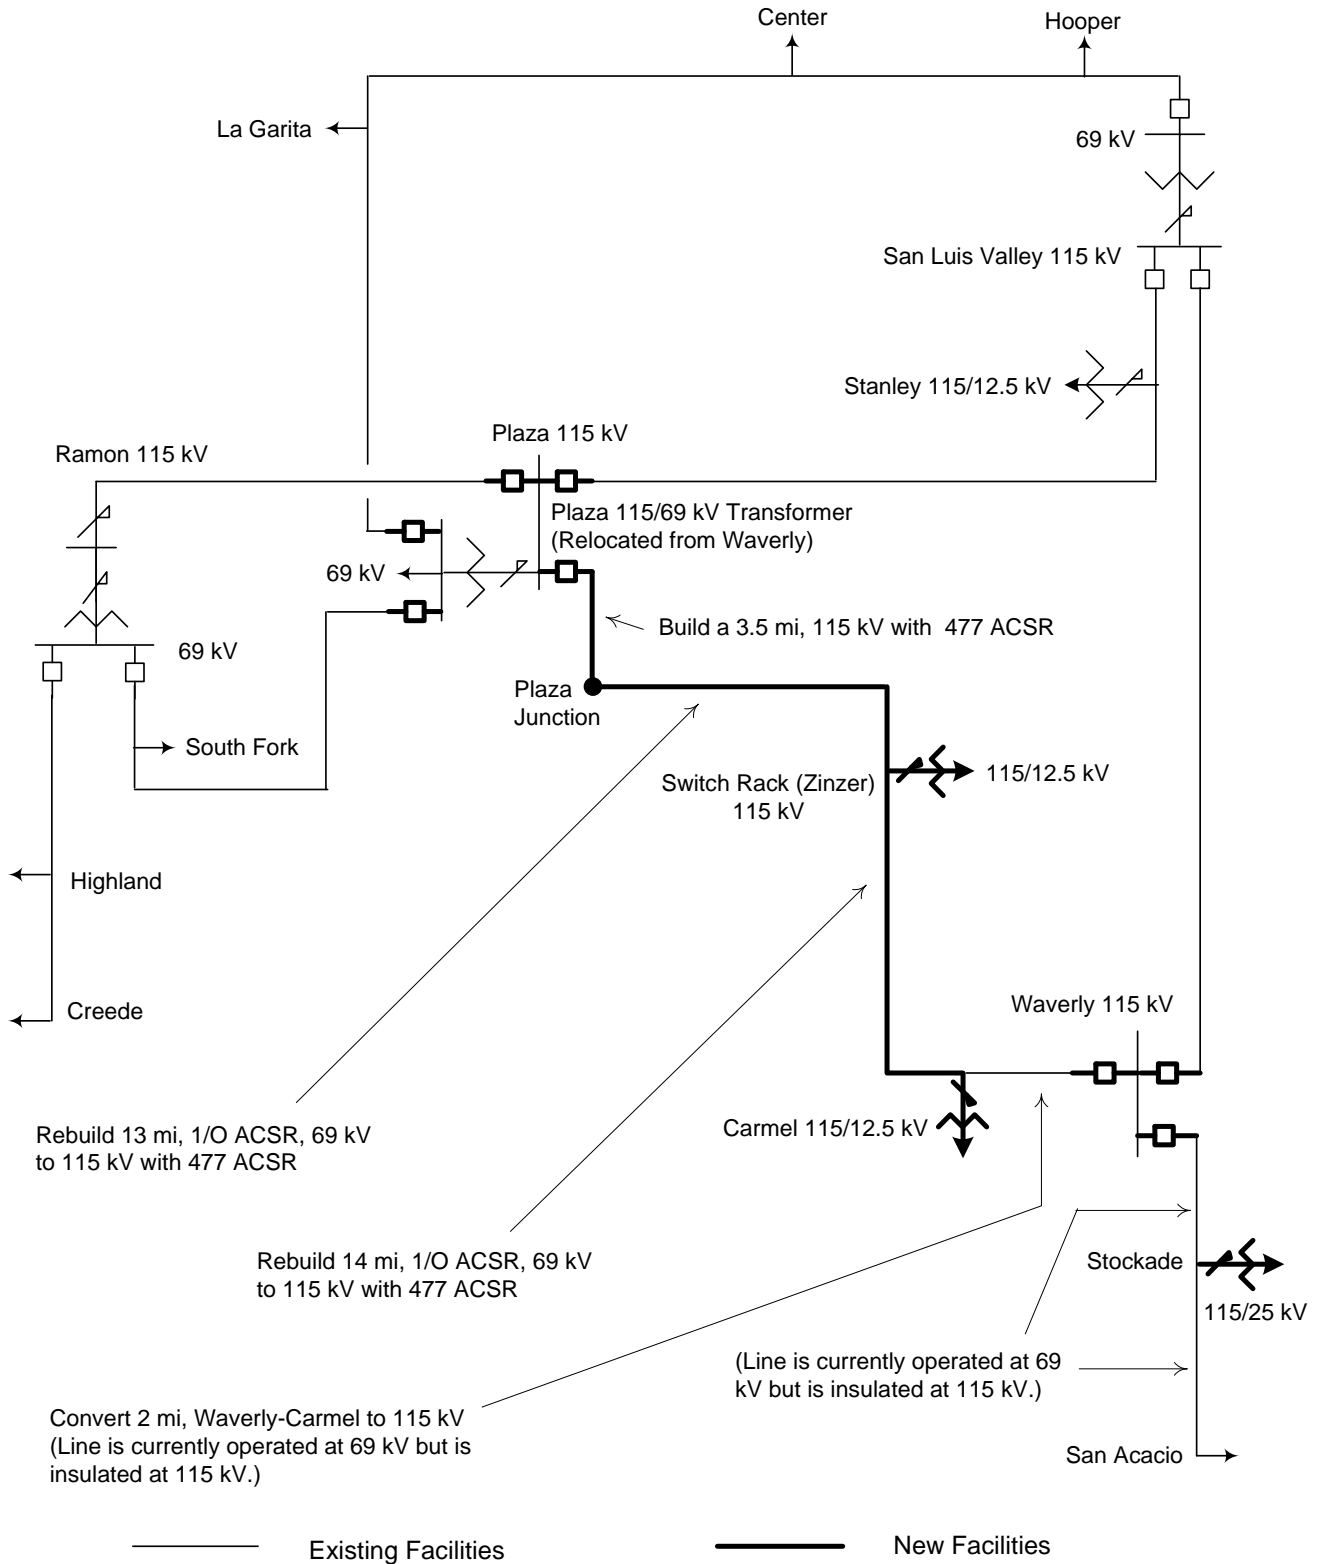 Center
Hooper
La Garita
69 kV
San Luis Valley 115 kV
Stanley 115/12.5 kV
Plaza 115 kV
Ramon 115 kV
Plaza 115/69 kV Transformer
(Relocated from Waverly)
69 kV
Build a 3.5 mi, 115 kV with 477 ACSR
69 kV
Plaza
Junction
South Fork
115/12.5 kV
Switch Rack (Zinzer)
115 kV
Highland
Creede
Waverly 115 kV
Carmel 115/12.5 kV
Rebuild 13 mi, 1/O ACSR, 69 kV
to 115 kV with 477 ACSR
Rebuild 14 mi, 1/O ACSR, 69 kV
to 115 kV with 477 ACSR
Stockade
115/25 kV
(Line is currently operated at 69
kV but is insulated at 115 kV.)
Convert 2 mi, Waverly-Carmel to 115 kV
(Line is currently operated at 69 kV but is
insulated at 115 kV.)
San Acacio
Existing Facilities
New Facilities